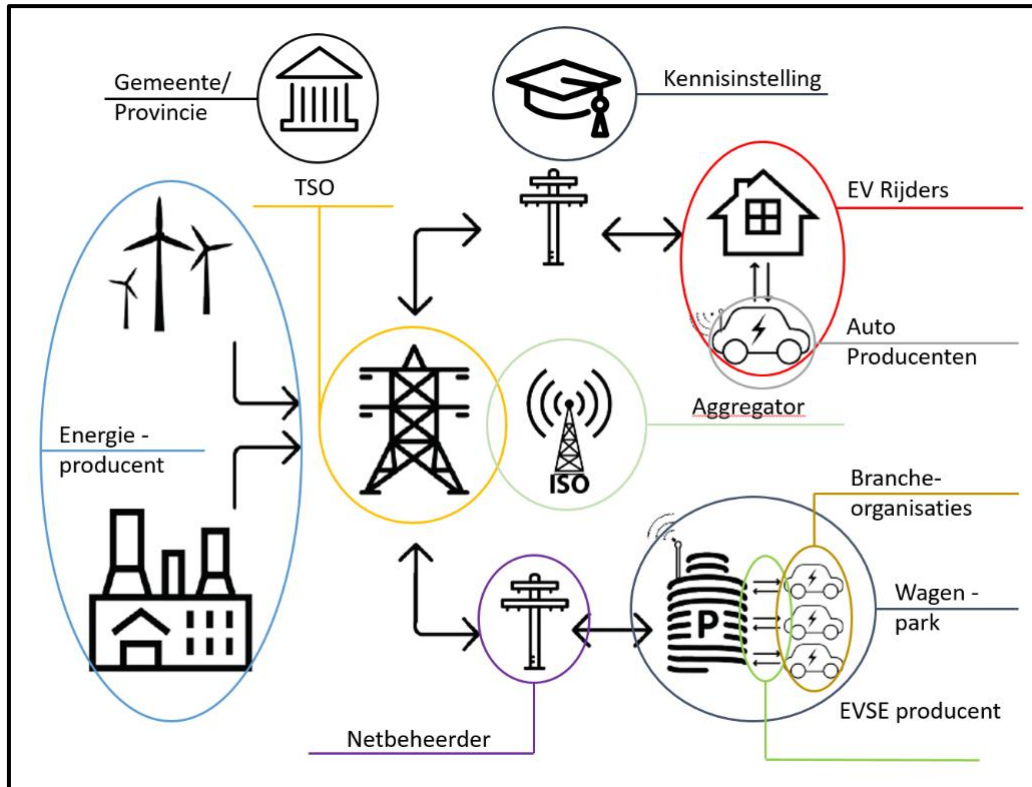 Gemeente/
Provincie
Kennisinstelling
TSO
EV Rijders
Auto
Producenten
Aggregator
Energie -
producent
ISO
Branche-
organisaties
Wagen -
park
P
EVSE producent
Netbeheerder